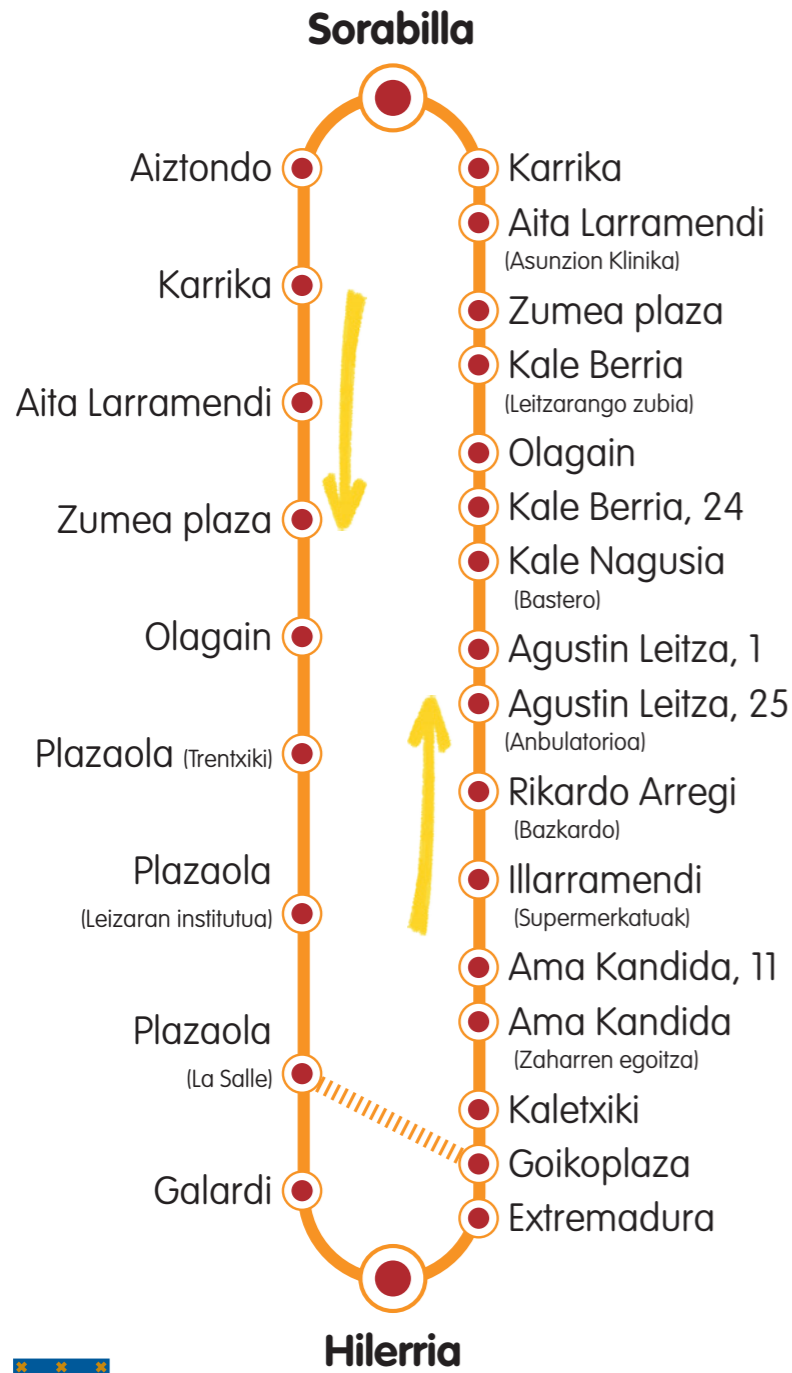 Sorabilla
Aiztondo
Karrika
Aita Larramendi
Zumea plaza
Olagain
Plazaola (Trentxiki)
Plazaola
(Leizaran institutua)
Plazaola
(La Salle)
Galardi
Karrika
Aita Larramendi
(Asunzion Klinika)
Zumea plaza
Kale Berria
(Leitzarango zubia)
Olagain
Kale Berria, 24
Kale Nagusia
(Bastero)
Agustin Leitza, 1
Agustin Leitza, 25
(Anbulatorioa)
Rikardo Arregi
(Bazkardo)
Illarramendi
(Supermerkatuak)
Ama Kandida, 11
Ama Kandida
(Zaharren egoitza)
Kaletxiki
Goikoplaza
Extremadura
Hilerria